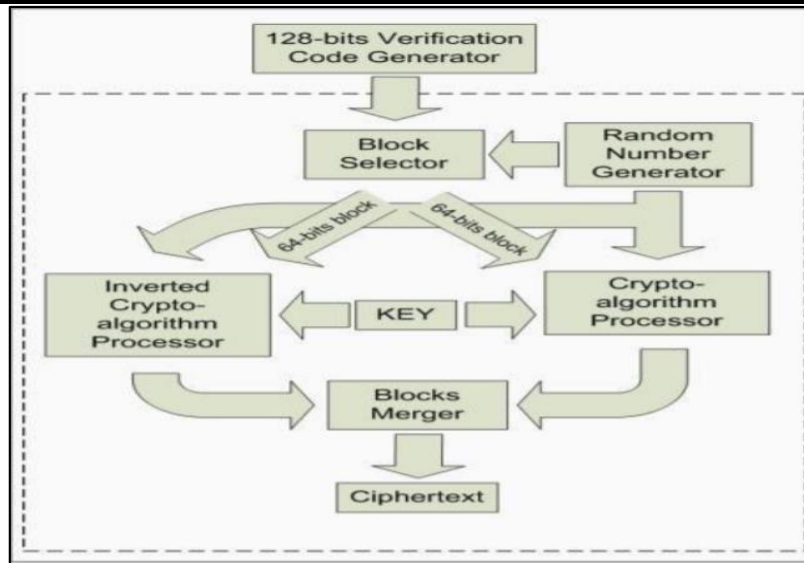 128-bits Verification
Code Generator
Block
Selector
Random
Number
Generator
64-bits block
64-bits block
Inverted
Crypto-
algorithm
Processor
KEY
Crypto-
algorithm
Processor
Blocks
Merger
Ciphertext